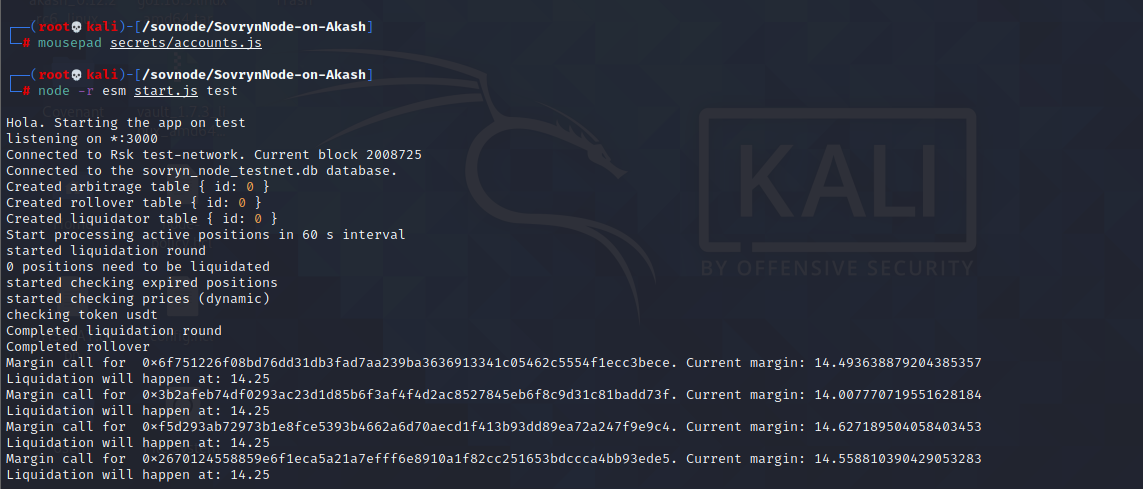 (root💀kali)-[/sovnode/SovrynNode-on-Akash]
# mousepad secrets/accounts.js
(root💀kali)-[/sovnode/SovrynNode-on-Akash]
# node -r esm start.js test
Hola. Starting the app on test
listening on *:3000
Connected to Rsk test-network. Current block 2008725
Connected to the sovryn_node_testnet.db database.
Created arbitrage table { id: 0 }
Created rollover table { id: 0 }
Created liquidator table { id: 0 }
Start processing active positions in 60 s interval
started liquidation round
0 positions need to be liquidated
started checking expired positions
started checking prices (dynamic)
checking token usdt
Completed liquidation round
Completed rollover
Margin call for  0×6f751226f08bd76dd31db3fad7aa239ba3636913341c05462c5554f1ecc3bece. Current margin: 14.493638879204385357
Liquidation will happen at: 14.25
Margin call for  0×3b2afeb74df0293ac23d1d85b6f3af4f4d2ac8527845eb6f8c9d31c81badd73f. Current margin: 14.007770719551628184
Liquidation will happen at: 14.25
Margin call for  0×f5d293ab72973b1e8fce5393b4662a6d70aecd1f413b93dd89ea72a247f9e9c4. Current margin: 14.627189504058403453
Liquidation will happen at: 14.25
Margin call for  0×2670124558859e6f1eca5a21a7efff6e8910a1f82cc251653bdccca4bb93ede5. Current margin: 14.558810390429053283
Liquidation will happen at: 14.25
KALI
BY OFFENSIVE SECURITY